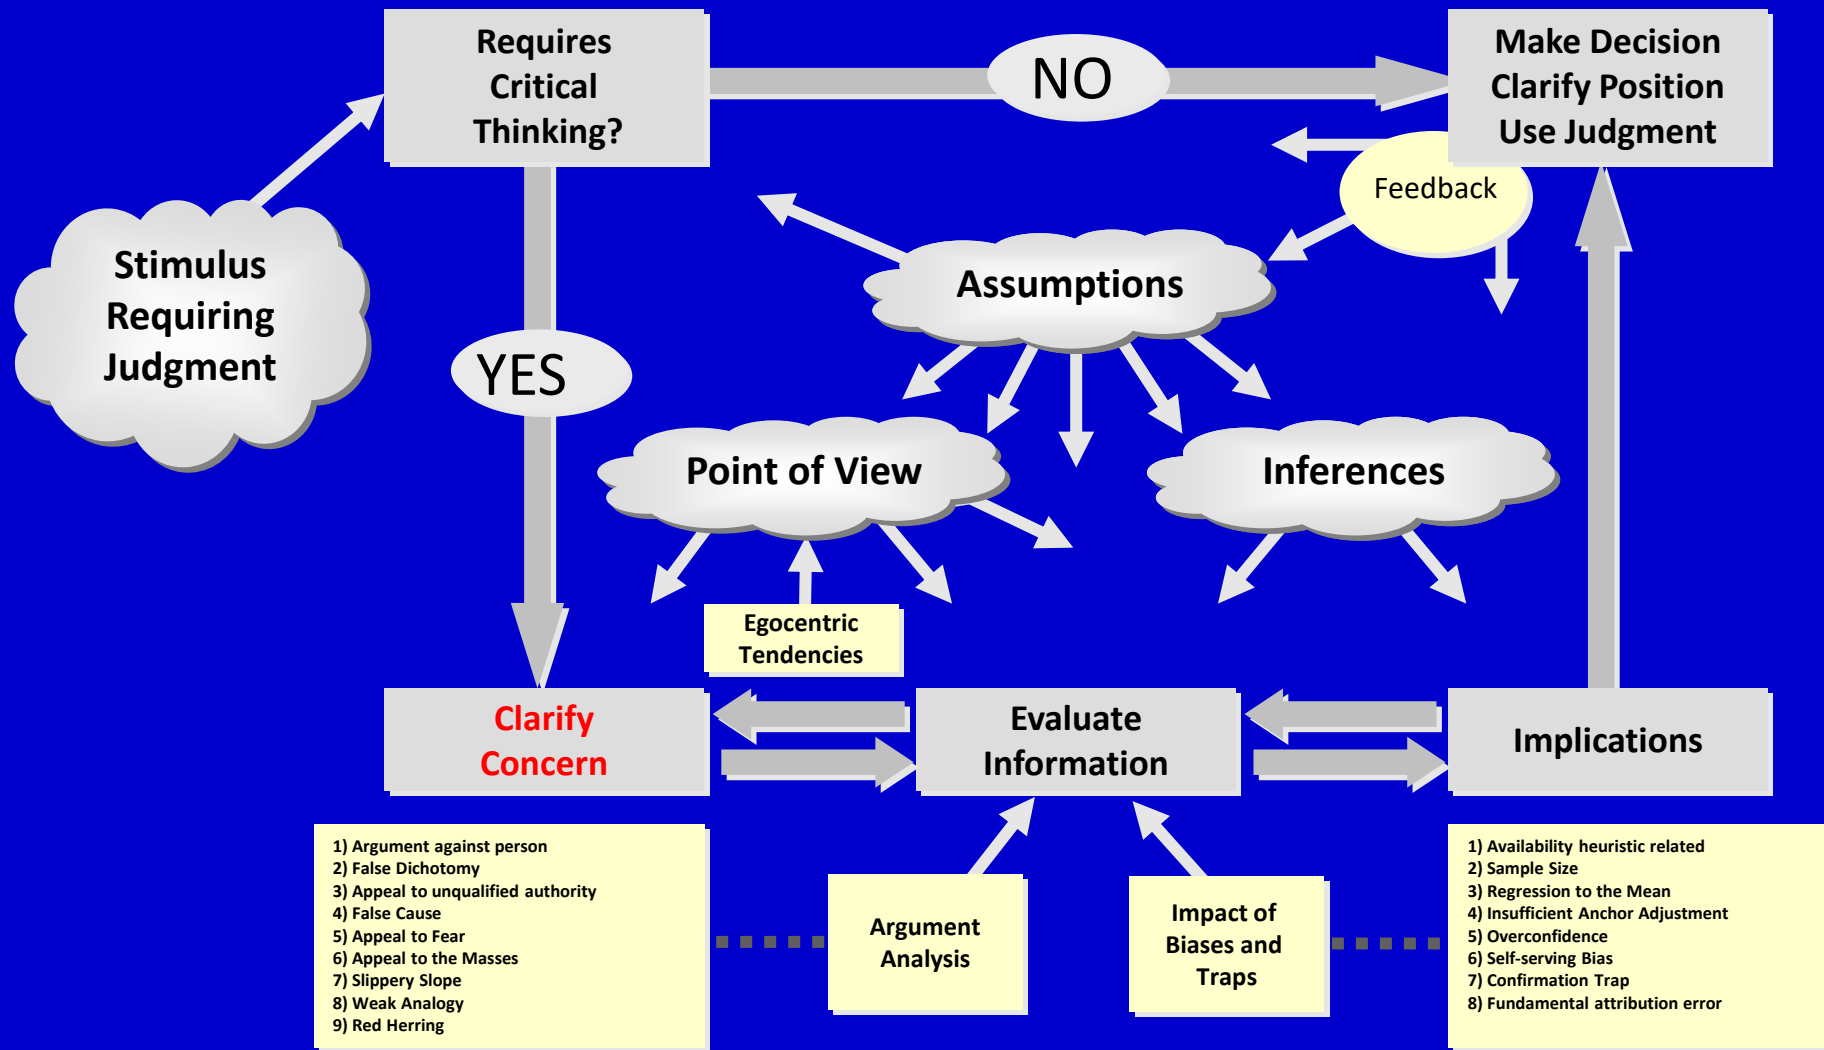 Requires
Critical
Thinking?
NO
Make Decision
Clarify Position
Use Judgment
Feedback
Stimulus
Requiring
Judgment
Assumptions
YES
Point of View
Inferences
Egocentric
Tendencies
Clarify
Concern
Evaluate
Information
Implications
1) Argument against person
2) False Dichotomy
3) Appeal to unqualified authority
4) False Cause
5) Appeal to Fear
6) Appeal to the Masses
7) Slippery Slope
8) Weak Analogy
9) Red Herring
Argument
Analysis
Impact of
Biases and
Traps
1) Availability heuristic related
2) Sample Size
3) Regression to the Mean
4) Insufficient Anchor Adjustment
5) Overconfidence
6) Self-serving Bias
7) Confirmation Trap
8) Fundamental attribution error